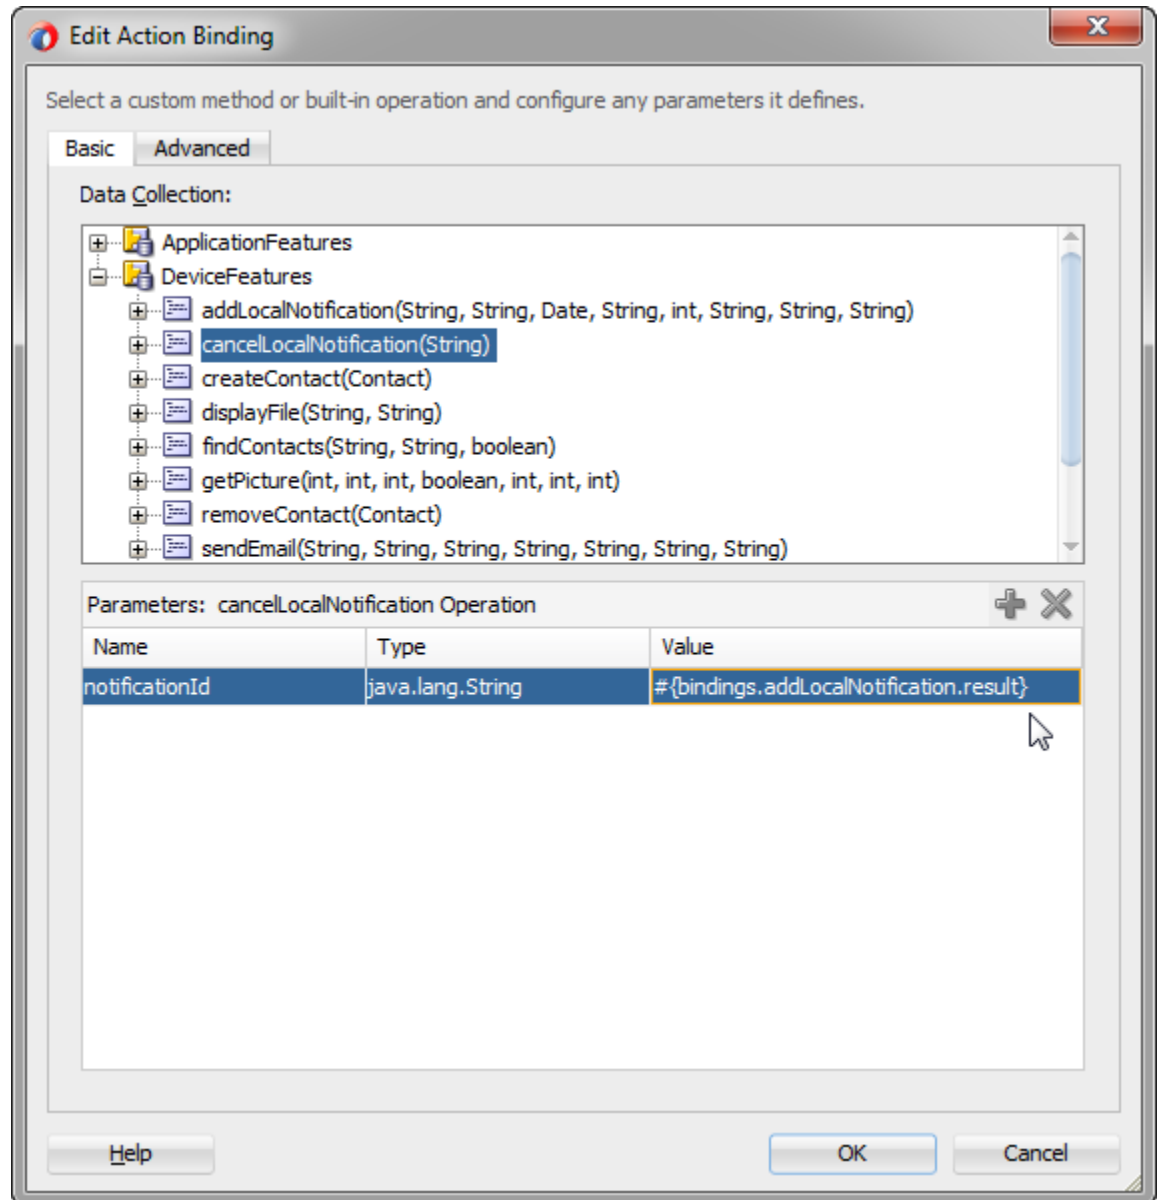 Edit Action Binding
Select a custom method or built-in operation and configure any parameters it defines.
Basic Advanced
Data Collection:
ApplicationFeatures
DeviceFeatures
addLocalNotification(String, String, Date, String, int, String, String, String)
cancelLocalNotification(String)
createContact(Contact)
displayFile(String, String)
findContacts(String, String, boolean)
getPicture(int, int, int, boolean, int, int, int)
removeContact(Contact)
sendEmail(String, String, String, String, String, String, String)
Parameters: cancelLocalNotification Operation
Name Type Value
notificationId java.lang.String #{bindings.addLocalNotification.result}
Help OK Cancel